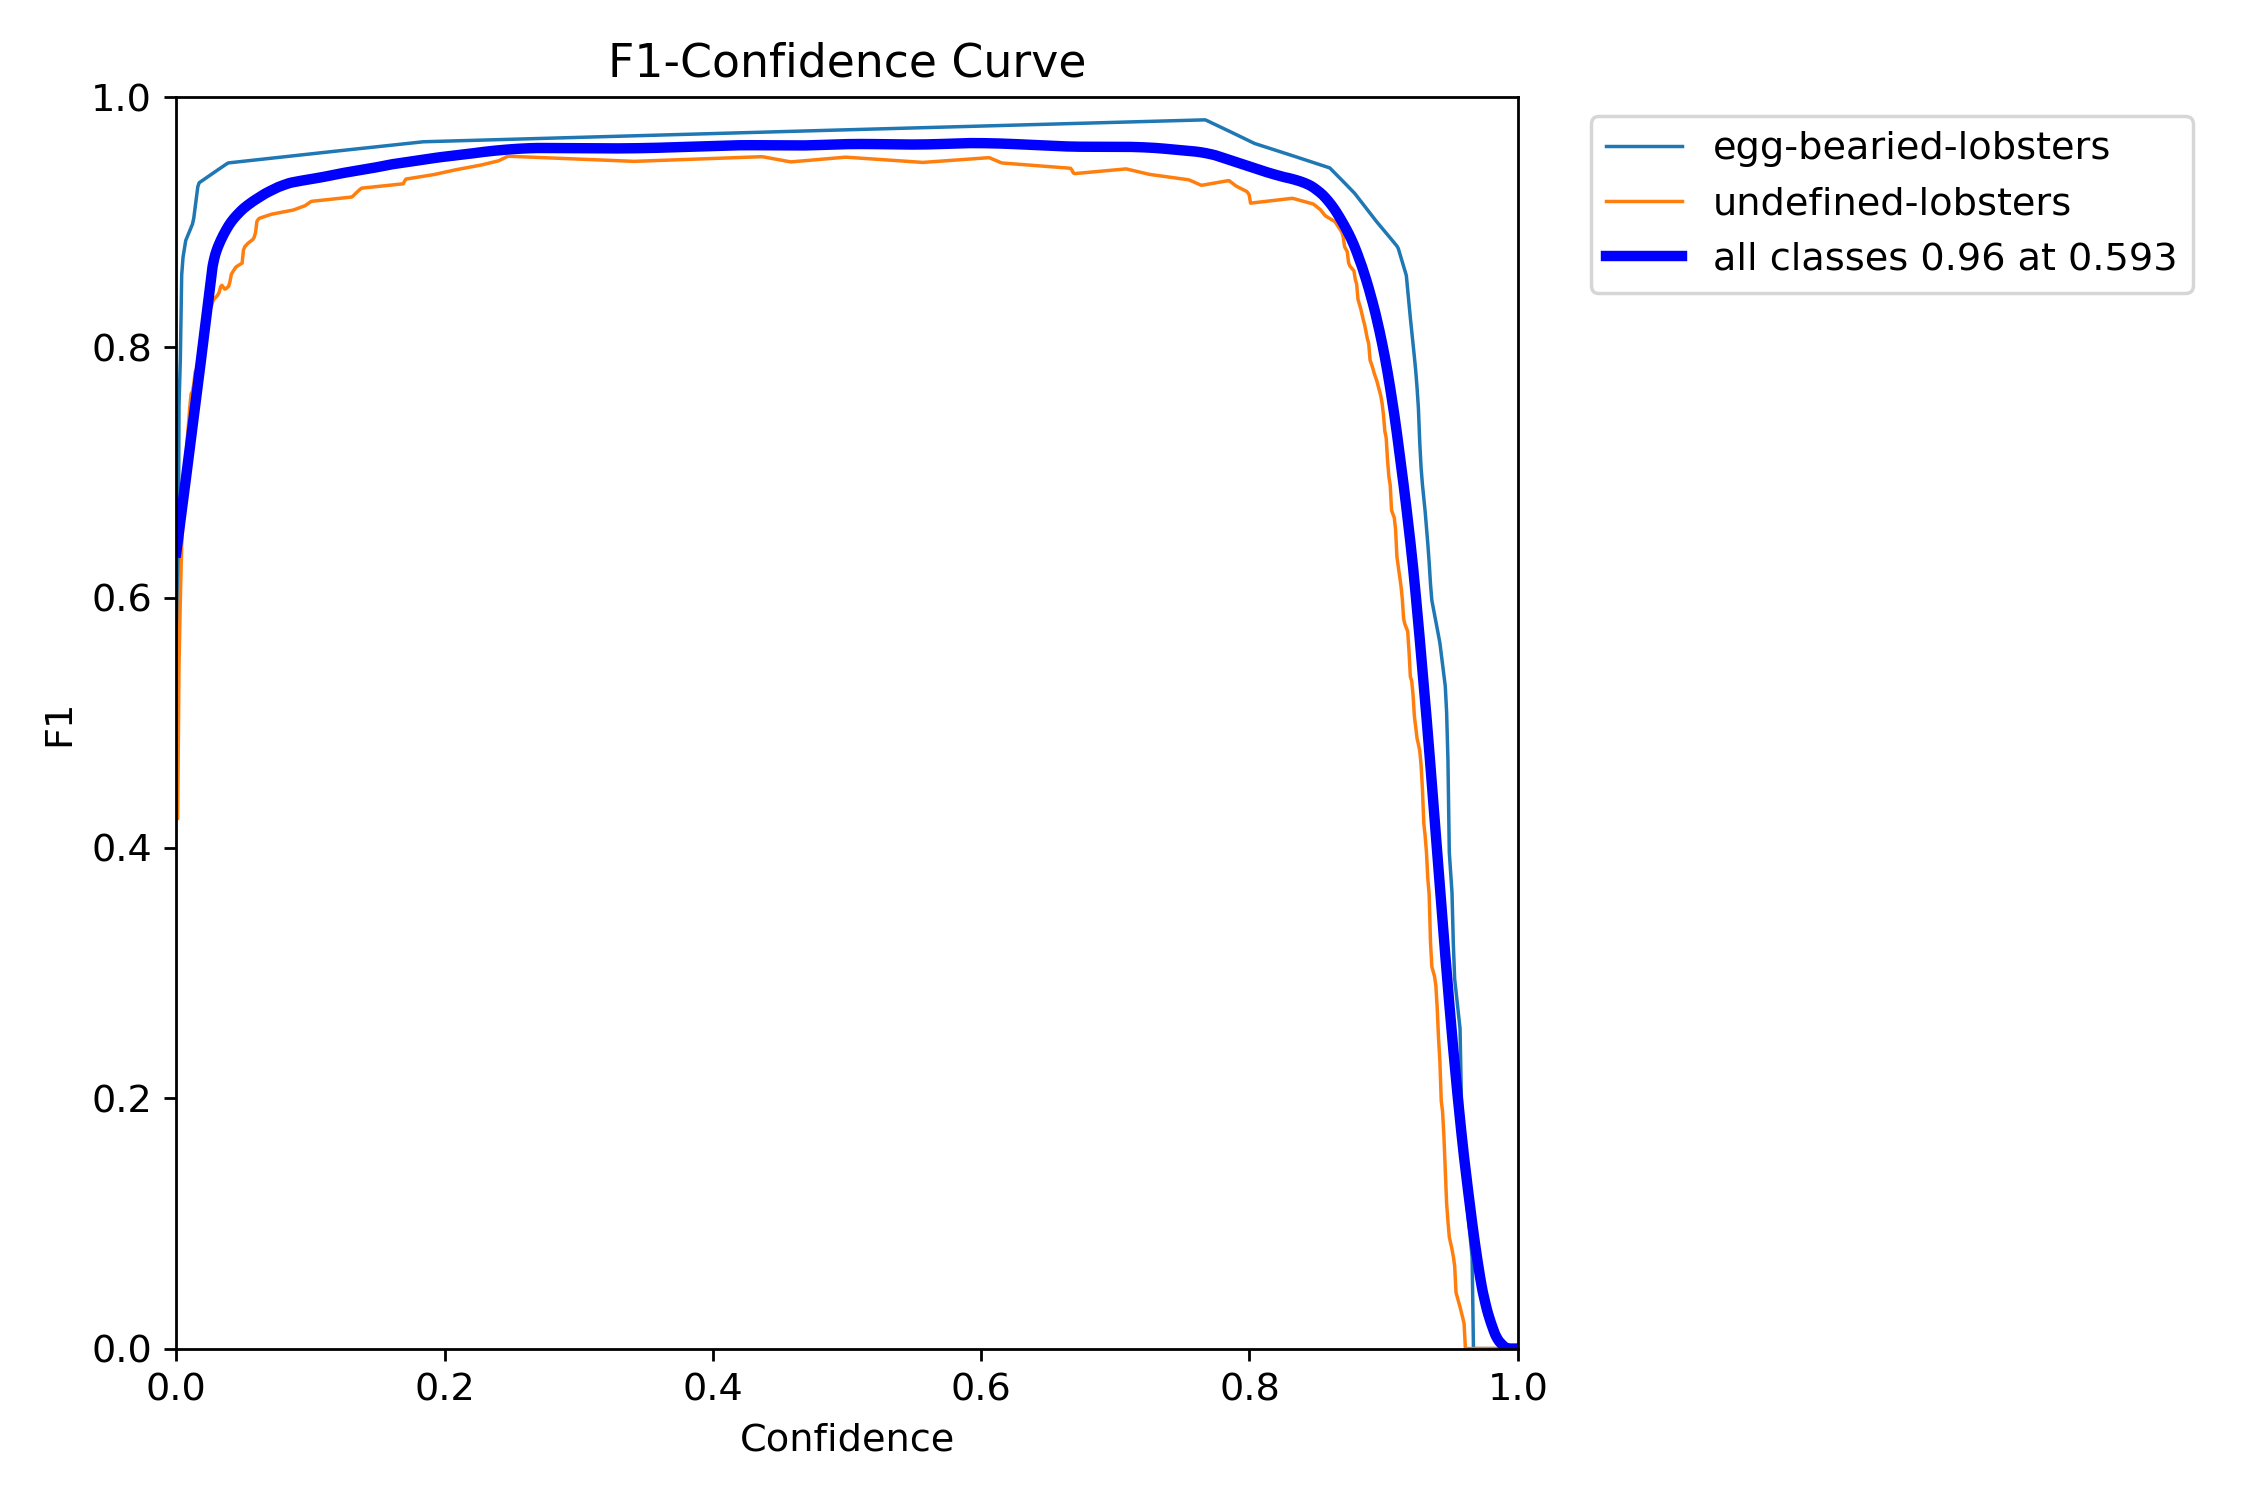 F1-Confidence Curve
egg-bearied-lobsters
undefined-lobsters
all classes 0.96 at 0.593
F1
1.0
0.8
0.6
0.4
0.2
0.0
0.0 0.2 0.4 0.6 0.8 1.0
Confidence